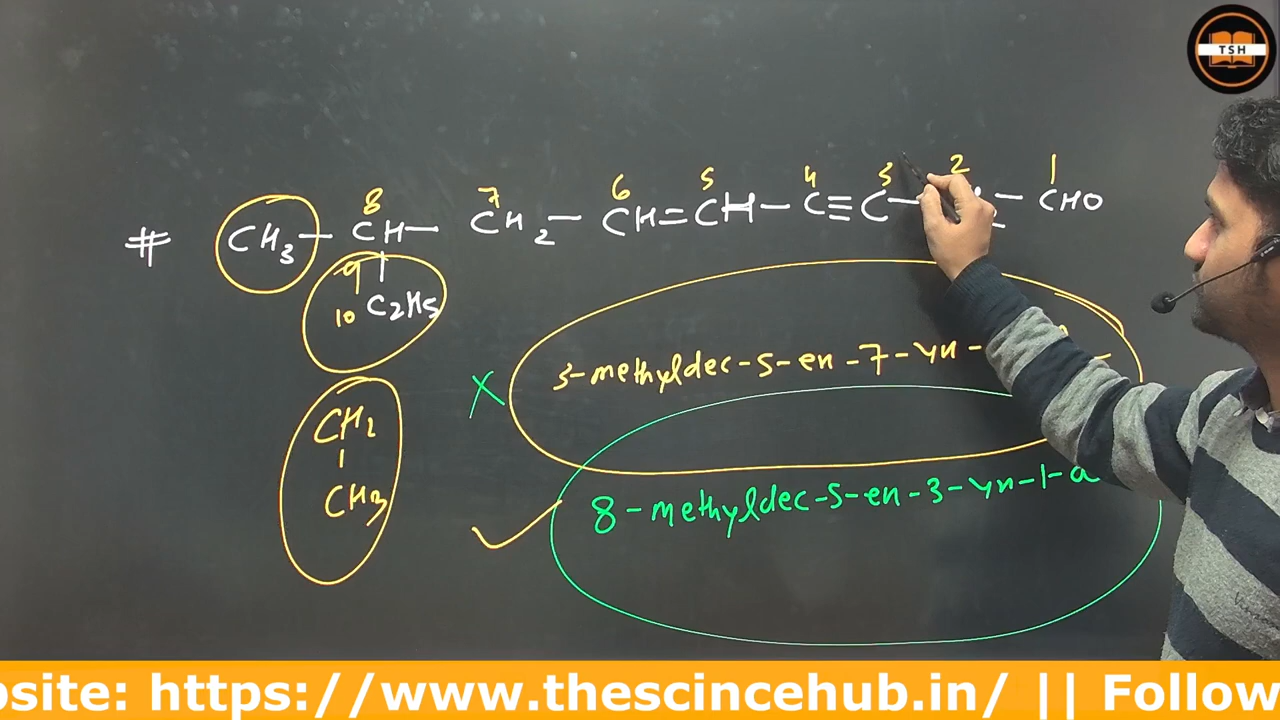 TSH
8 7 6 5 4 3 2 1
# CH3 – CH – CH2 – CH=CH – C≡C – – CHO
9
10 C2H5
3-methyldec-5-en-7-yn-
X
CH2
CH3
8-methyldec-5-en-3-yn-1-a
site: https://www.thescincehub.in/ || Follow